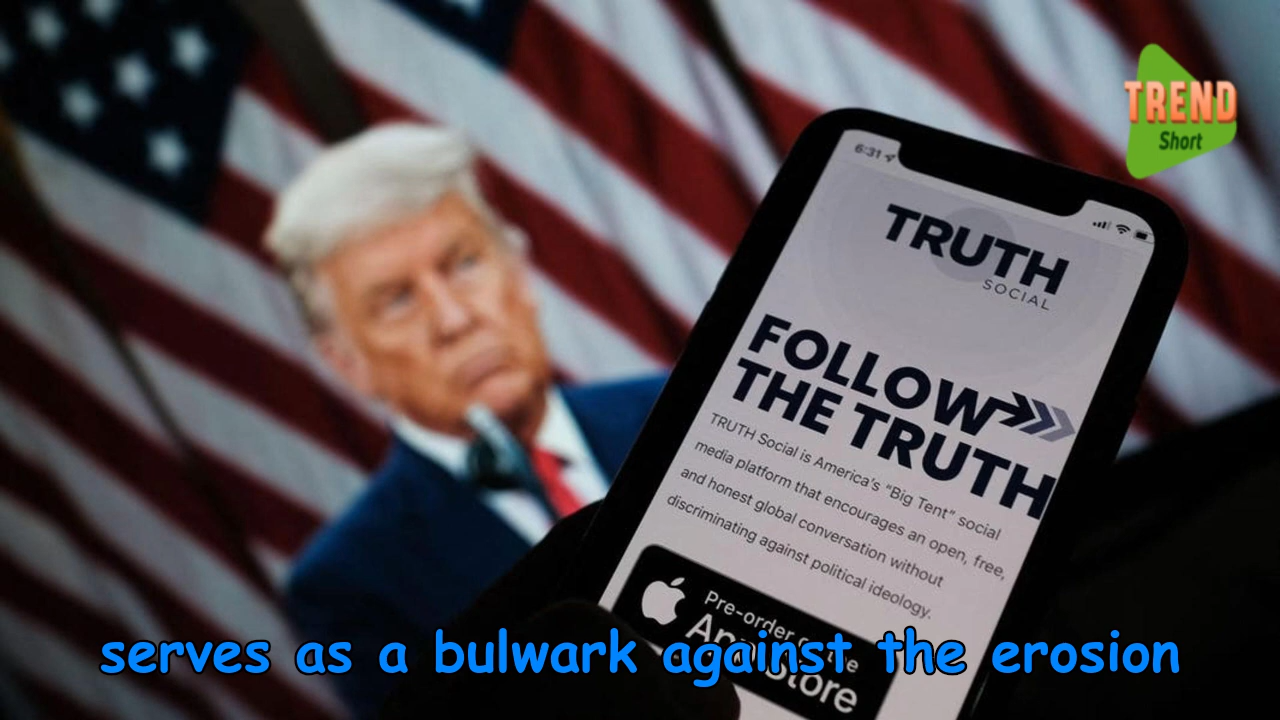 TREND
Short
6:31
TRUTH
SOCIAL
FOLLOW
THE TRUTH
TRUTH Social is America's "Big Tent" social
media platform that encourages an open, free,
and honest global conversation without
discriminating against political ideology.
Pre-order on the
App Store
serves as a bulwark against the erosion